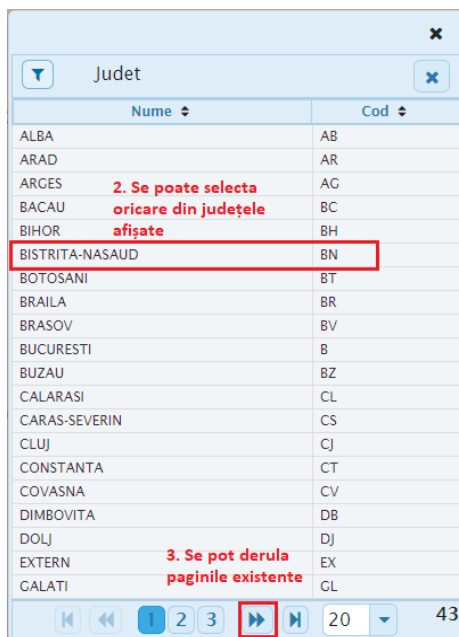 Judet
Nume Cod
ALBA AB
ARAD AR
ARGES AG
BACAU BC
BIHOR BH
2. Se poate selecta
oricare din județele
afișate
BISTRITA-NASAUD BN
BOTOSANI BT
BRAILA BR
BRASOV BV
BUCURESTI B
BUZAU BZ
CALARASI CL
CARAS-SEVERIN CS
CLUJ CJ
CONSTANTA CT
COVASNA CV
DIMBOVITA DB
DOLJ DJ
EXTERN EX
GALATI GL
3. Se pot derula
paginile existente
1 2 3 20 43